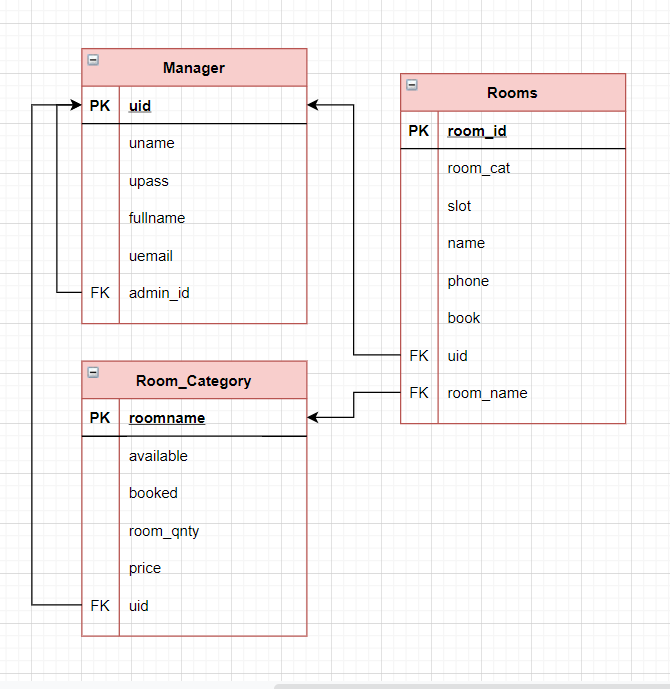 Manager
PK uid
uname
upass
fullname
uemail
FK admin_id
Rooms
PK room_id
room_cat
slot
name
phone
book
FK uid
FK room_name
Room_Category
PK roomname
available
booked
room_qnty
price
FK uid